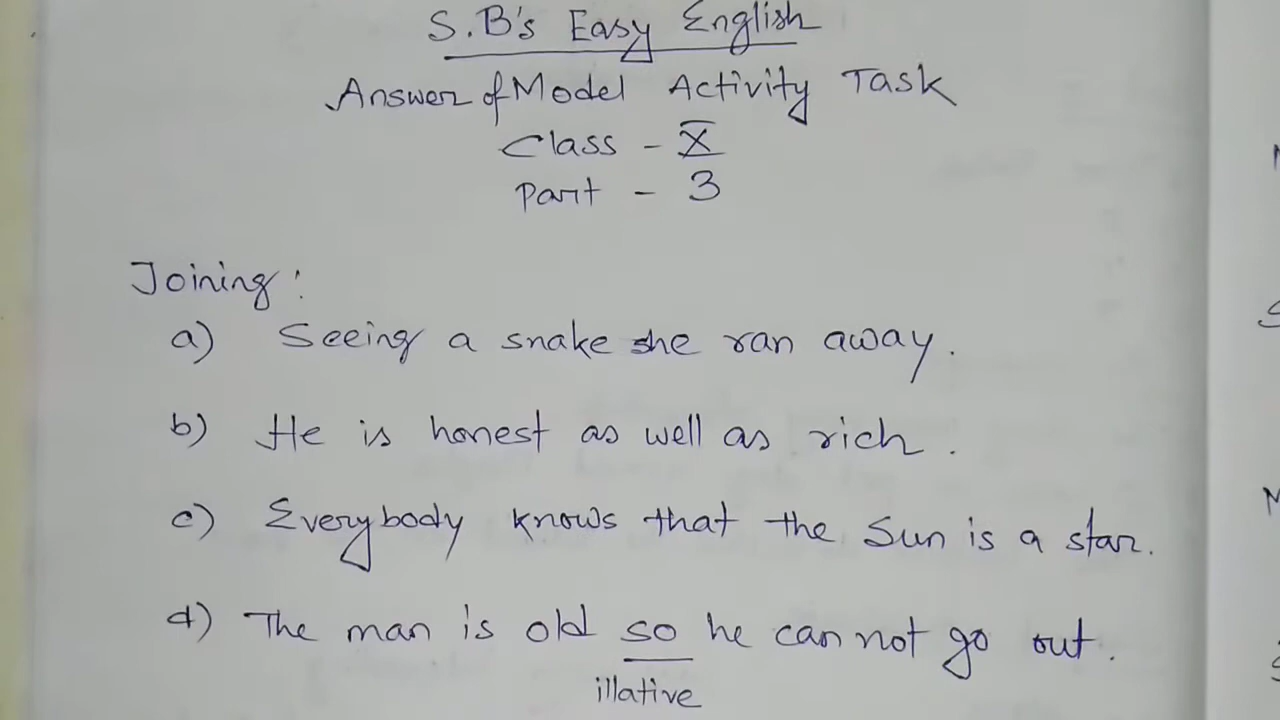 S.B's Easy English
Answer of Model Activity Task
Class - X
Part - 3
Joining :
a) Seeing a snake she ran away.
b) He is honest as well as rich.
c) Everybody knows that the Sun is a star.
d) The man is old so he can not go out.
illative